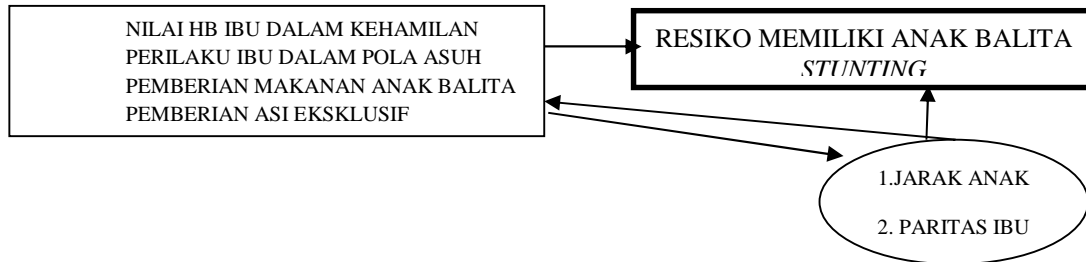 NILAI HB IBU DALAM KEHAMILAN
PERILAKU IBU DALAM POLA ASUH
PEMBERIAN MAKANAN ANAK BALITA
PEMBERIAN ASI EKSKLUSIF
RESIKO MEMILIKI ANAK BALITA
STUNTING
1.JARAK ANAK
2. PARITAS IBU